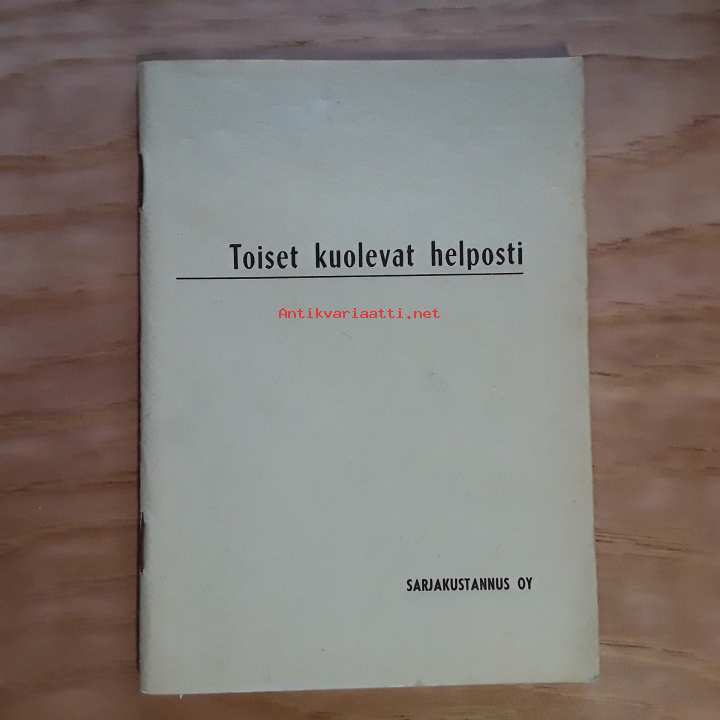 Toiset kuolevat helposti
Antikvariaatti.net
SARJAKUSTANNUS OY